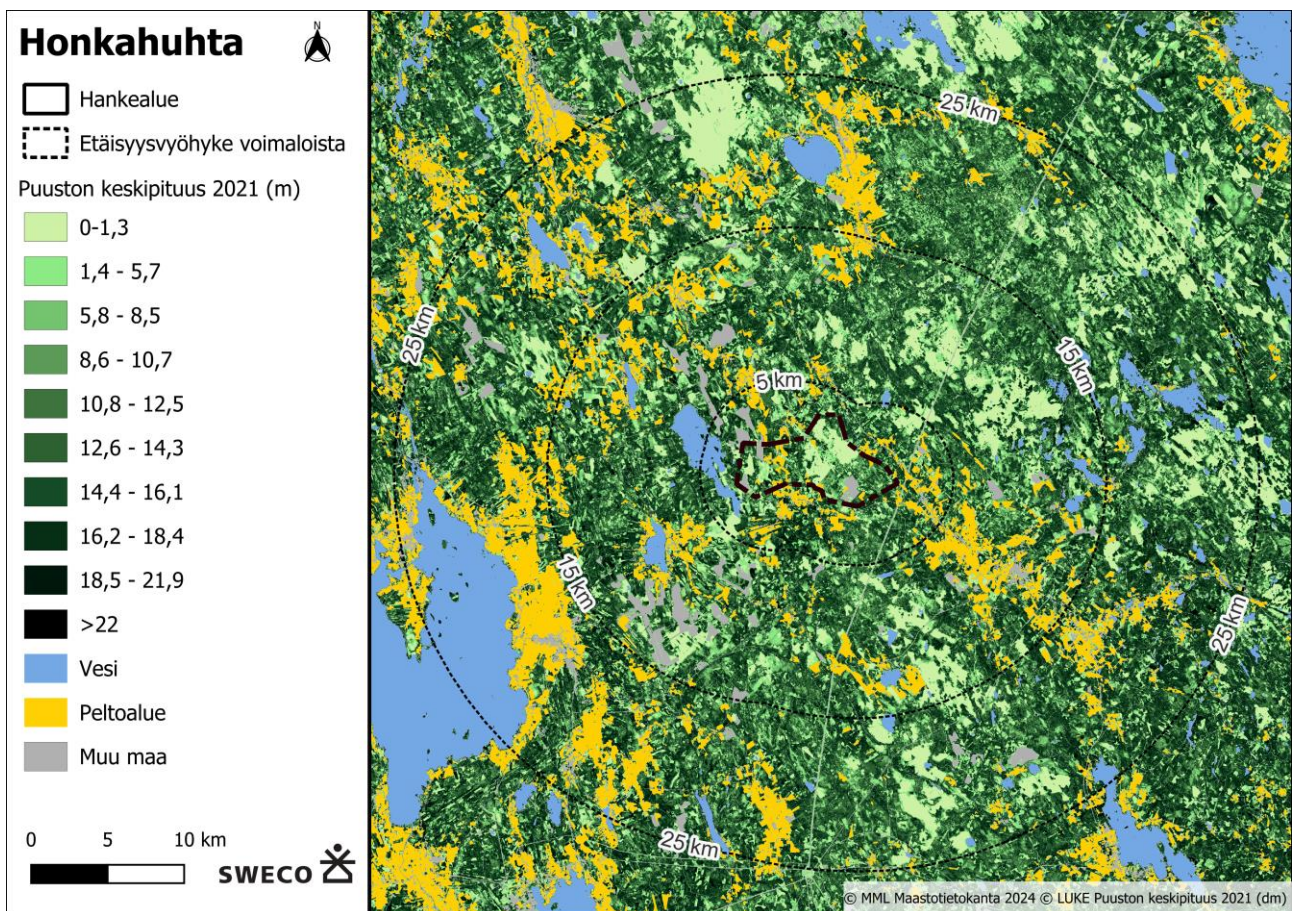 Honkahuhta
N
Hankealue
Etäisyysvyöhyke voimaloista
Puuston keskipituus 2021 (m)
0-1,3
1,4 - 5,7
5,8 - 8,5
8,6 - 10,7
10,8 - 12,5
12,6 - 14,3
14,4 - 16,1
16,2 - 18,4
18,5 - 21,9
>22
Vesi
Peltoalue
Muu maa
0 5 10 km
SWECO
25 km
25 km
15 km
5 km
15 km
25 km
25 km
© MML Maastotietokanta 2024 © LUKE Puuston keskipituus 2021 (dm)